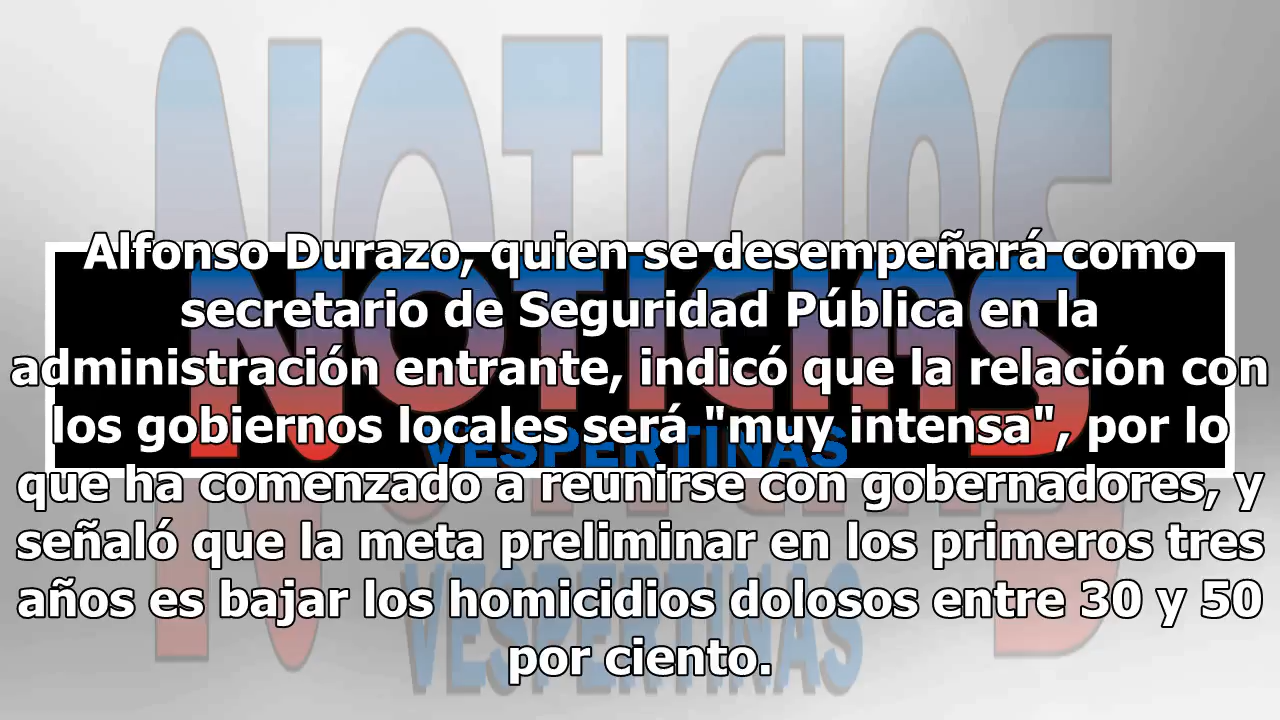 NOTICIAS
VESPERTINAS
NOTICIAS
VESPERTINAS
Alfonso Durazo, quien se desempeñará como
secretario de Seguridad Pública en la
administración entrante, indicó que la relación con
los gobiernos locales será "muy intensa", por lo
que ha comenzado a reunirse con gobernadores, y
señaló que la meta preliminar en los primeros tres
años es bajar los homicidios dolosos entre 30 y 50
por ciento.